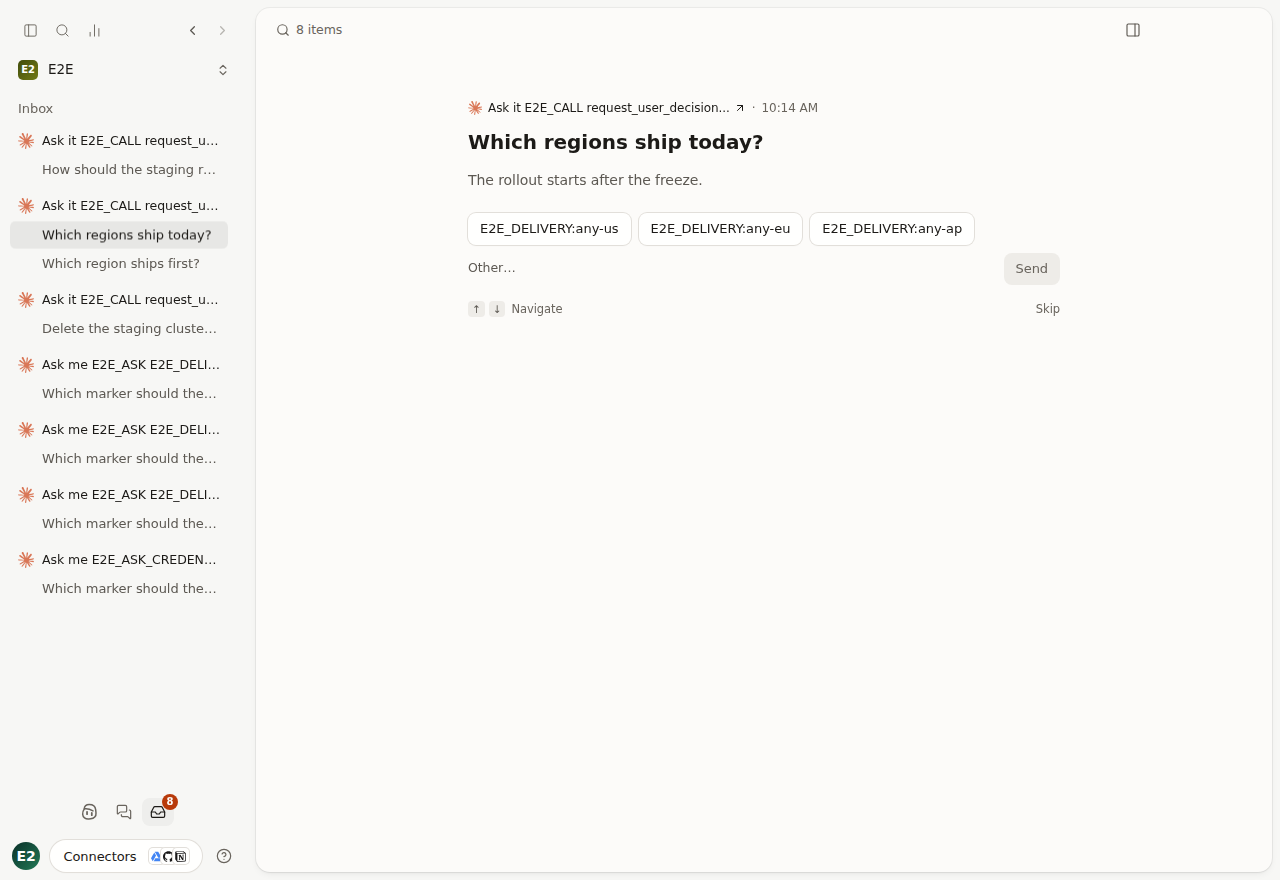 8 items
E2 E2E
Inbox
Ask it E2E_CALL request_u…
How should the staging r…
Ask it E2E_CALL request_u…
Which regions ship today?
Which region ships first?
Ask it E2E_CALL request_u…
Delete the staging cluste…
Ask me E2E_ASK E2E_DELI…
Which marker should the…
Ask me E2E_ASK E2E_DELI…
Which marker should the…
Ask me E2E_ASK E2E_DELI…
Which marker should the…
Ask me E2E_ASK_CREDEN…
Which marker should the…
8
E2 Connectors
Ask it E2E_CALL request_user_decision... · 10:14 AM
Which regions ship today?
The rollout starts after the freeze.
E2E_DELIVERY:any-us E2E_DELIVERY:any-eu E2E_DELIVERY:any-ap
Other… Send
↑ ↓ Navigate Skip